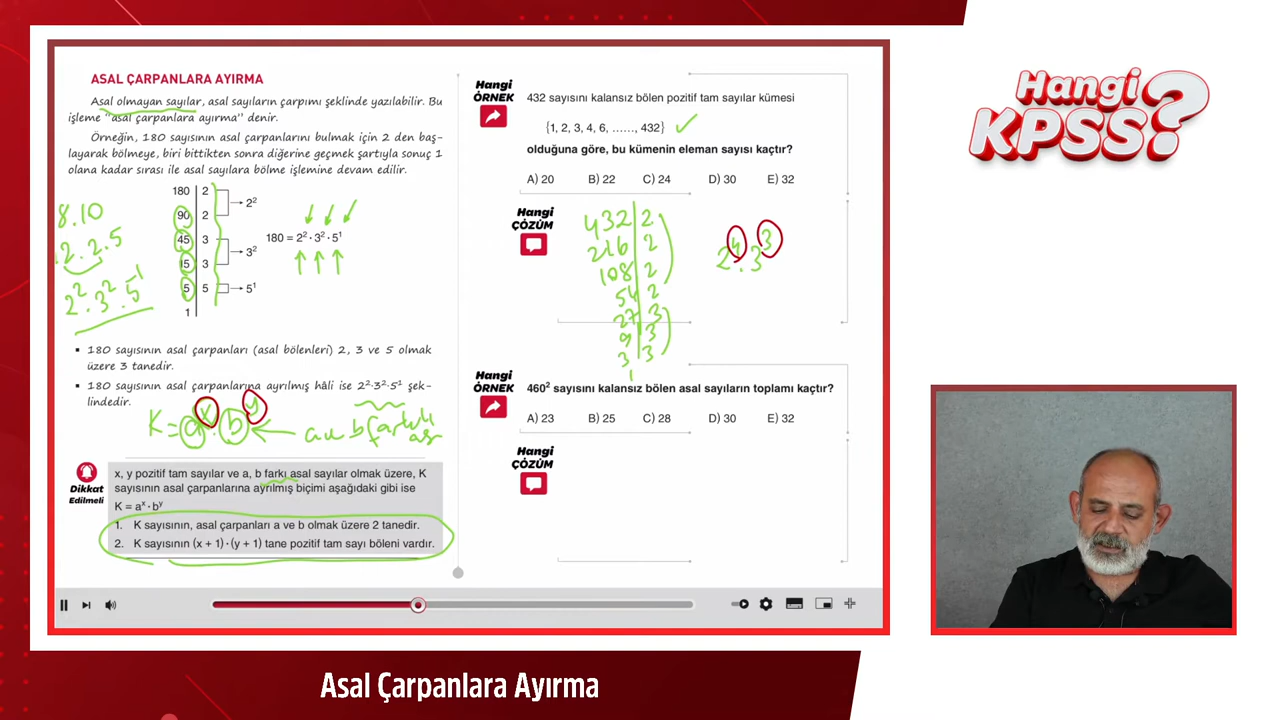 Hangi
KPSS?
ASAL ÇARPANLARA AYIRMA
Asal olmayan sayılar, asal sayıların çarpımı şeklinde yazılabilir. Bu
işleme "asal çarpanlara ayırma" denir.
Örneğin, 180 sayısının asal çarpanlarını bulmak için 2 den baş-
layarak bölmeye, biri bittikten sonra diğerine geçmek şartıyla sonuç 1
olana kadar sırası ile asal sayılara bölme işlemine devam edilir.
180 2
90 2 → 2²
45 3
15 3 → 3²
5 5 → 5¹
1
180 = 2² · 3² · 5¹
8.10
2.2.5
2² . 3² . 5¹
▪ 180 sayısının asal çarpanları (asal bölenleri) 2, 3 ve 5 olmak
üzere 3 tanedir.
▪ 180 sayısının asal çarpanlarına ayrılmış hâli ise 2²·3²·5¹ şek-
lindedir.
K = aˣ . bʸ
b farklı
Dikkat
Edilmeli
x, y pozitif tam sayılar ve a, b farkı asal sayılar olmak üzere, K
sayısının asal çarpanlarına ayrılmış biçimi aşağıdaki gibi ise
K = aˣ · bʸ
1. K sayısının, asal çarpanları a ve b olmak üzere 2 tanedir.
2. K sayısının (x + 1) · (y + 1) tane pozitif tam sayı böleni vardır.
Hangi
ÖRNEK
432 sayısını kalansız bölen pozitif tam sayılar kümesi
{1, 2, 3, 4, 6, ......, 432}
olduğuna göre, bu kümenin eleman sayısı kaçtır?
A) 20 B) 22 C) 24 D) 30 E) 32
Hangi
ÇÖZÜM
432 2
216 2
108 2
54 2
27 3
9 3
3 3
1
2⁴ . 3³
Hangi
ÖRNEK
460² sayısını kalansız bölen asal sayıların toplamı kaçtır?
A) 23 B) 25 C) 28 D) 30 E) 32
Hangi
ÇÖZÜM
Asal Çarpanlara Ayırma